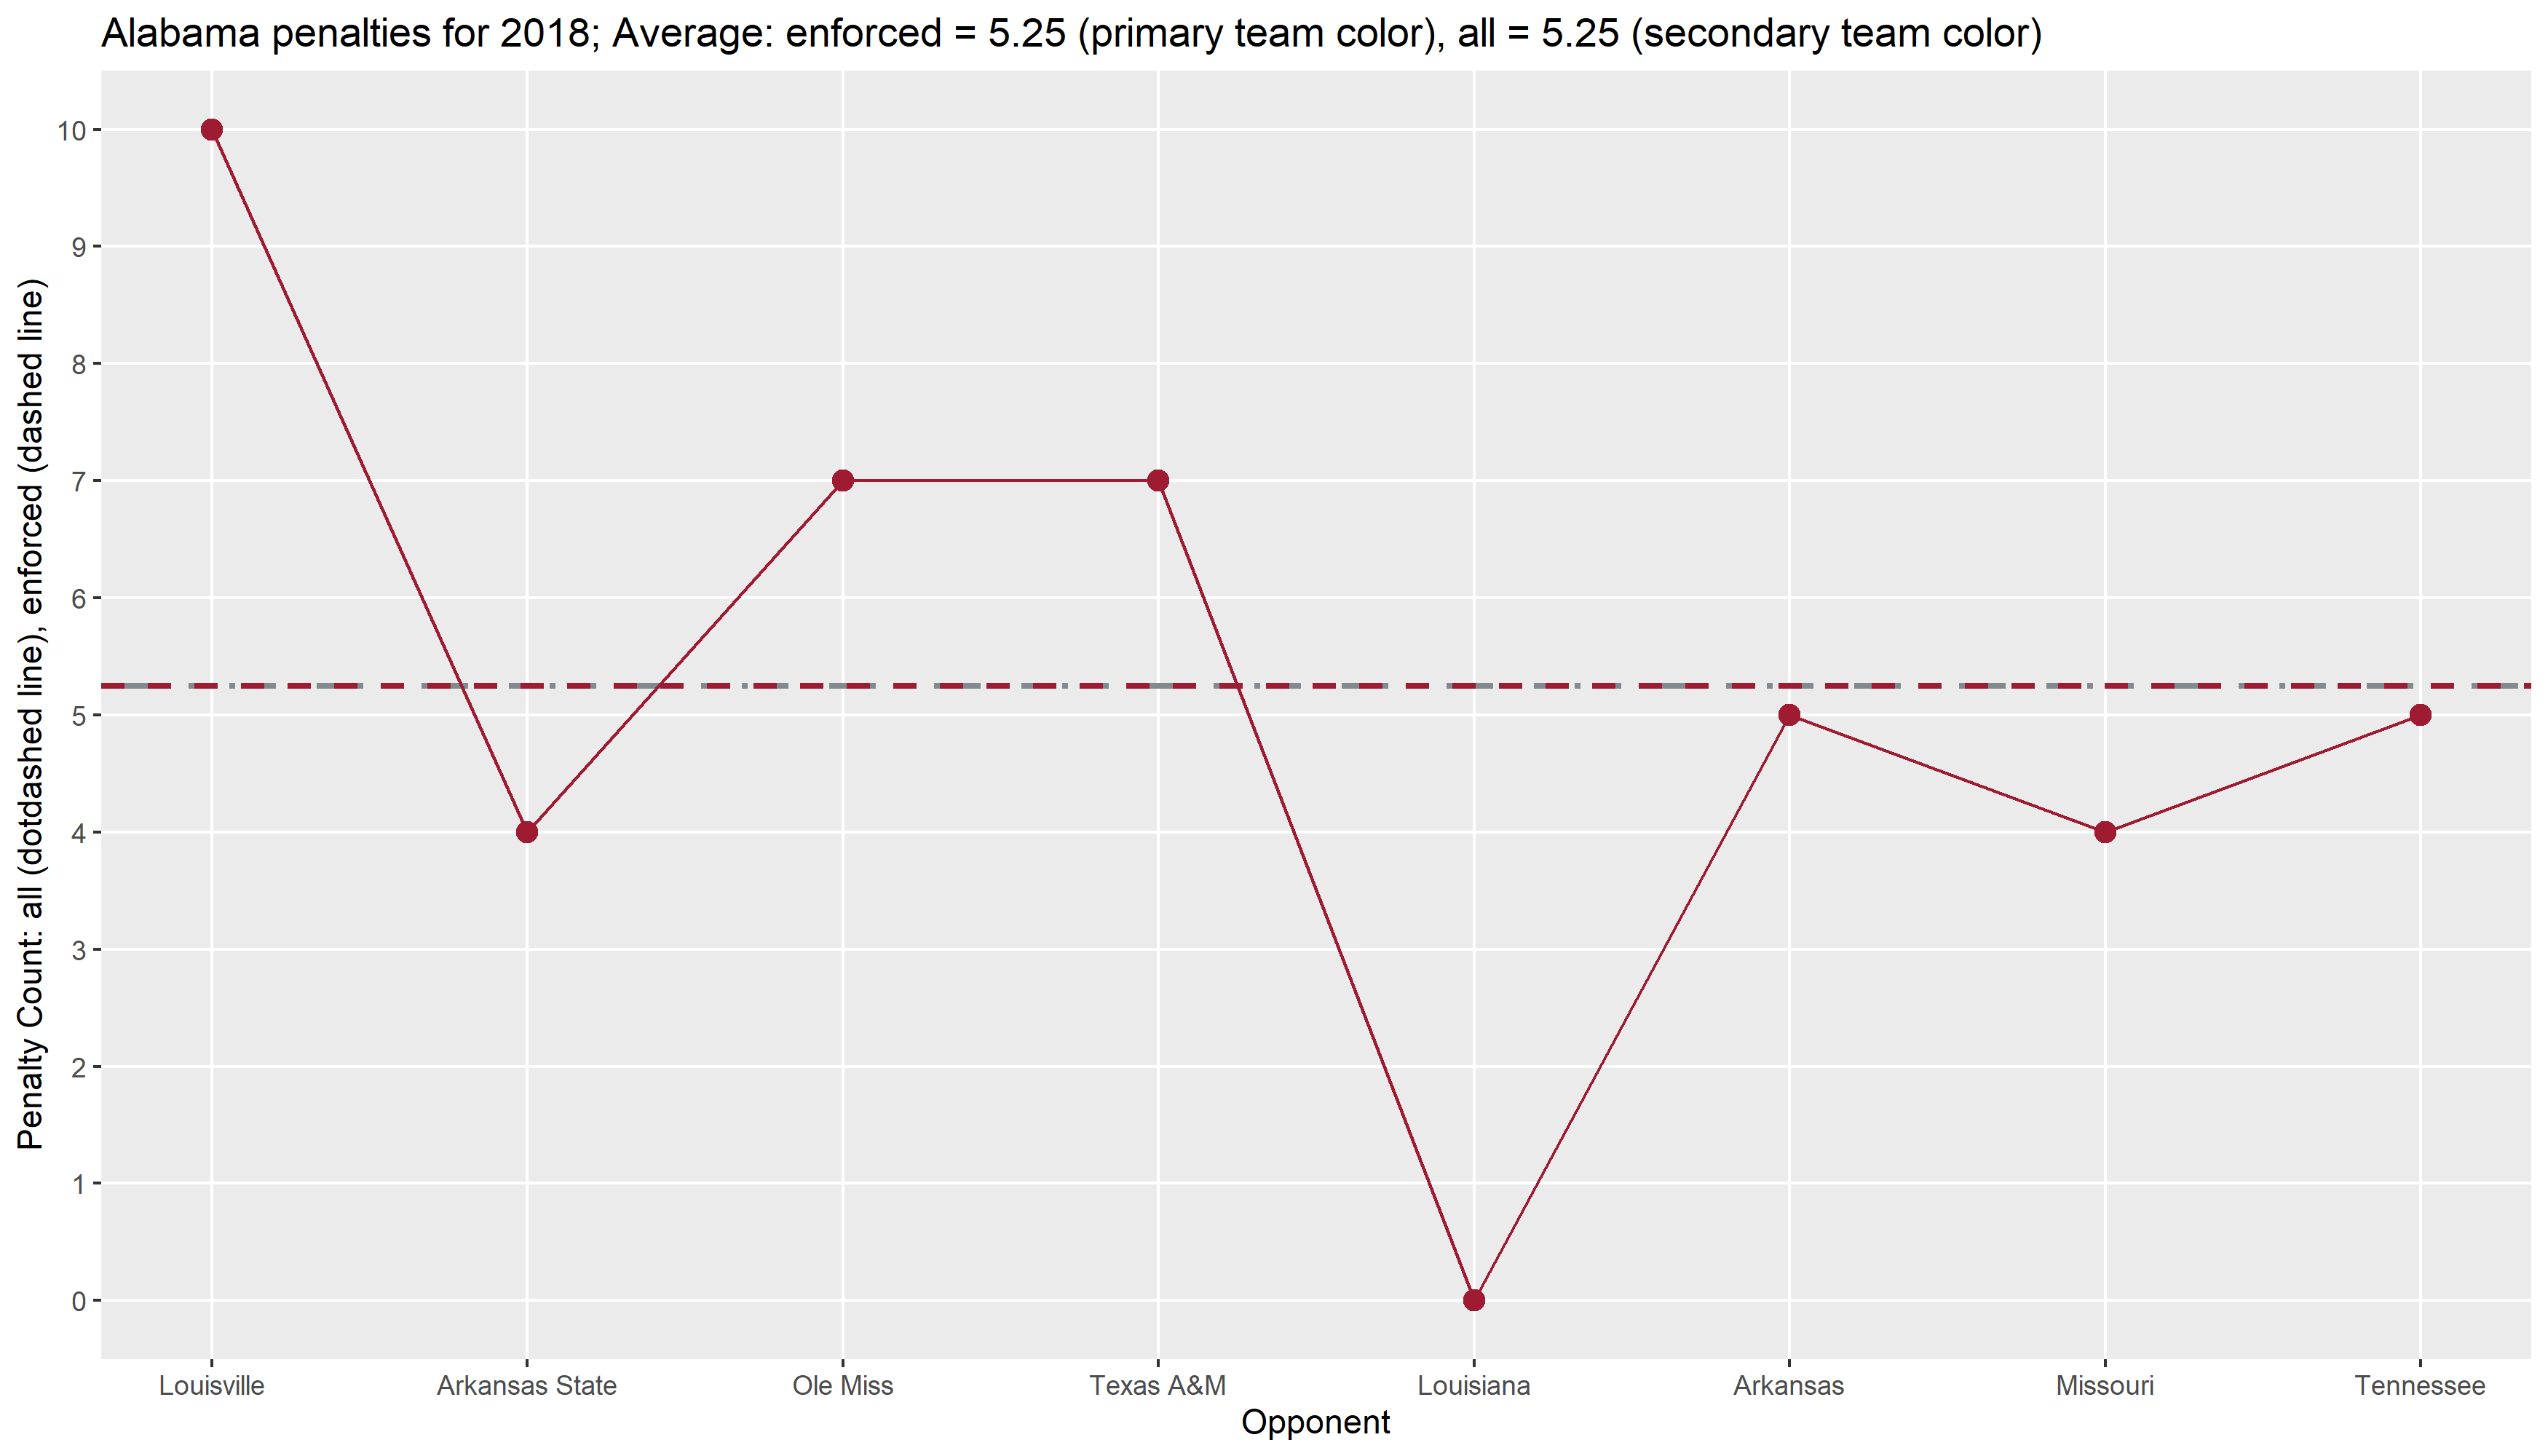 Alabama penalties for 2018; Average: enforced = 5.25 (primary team color), all = 5.25 (secondary team color)
Penalty Count: all (dotdashed line), enforced (dashed line)
10
9
8
7
6
5
4
3
2
1
0
Louisville Arkansas State Ole Miss Texas A&M Louisiana Arkansas Missouri Tennessee
Opponent